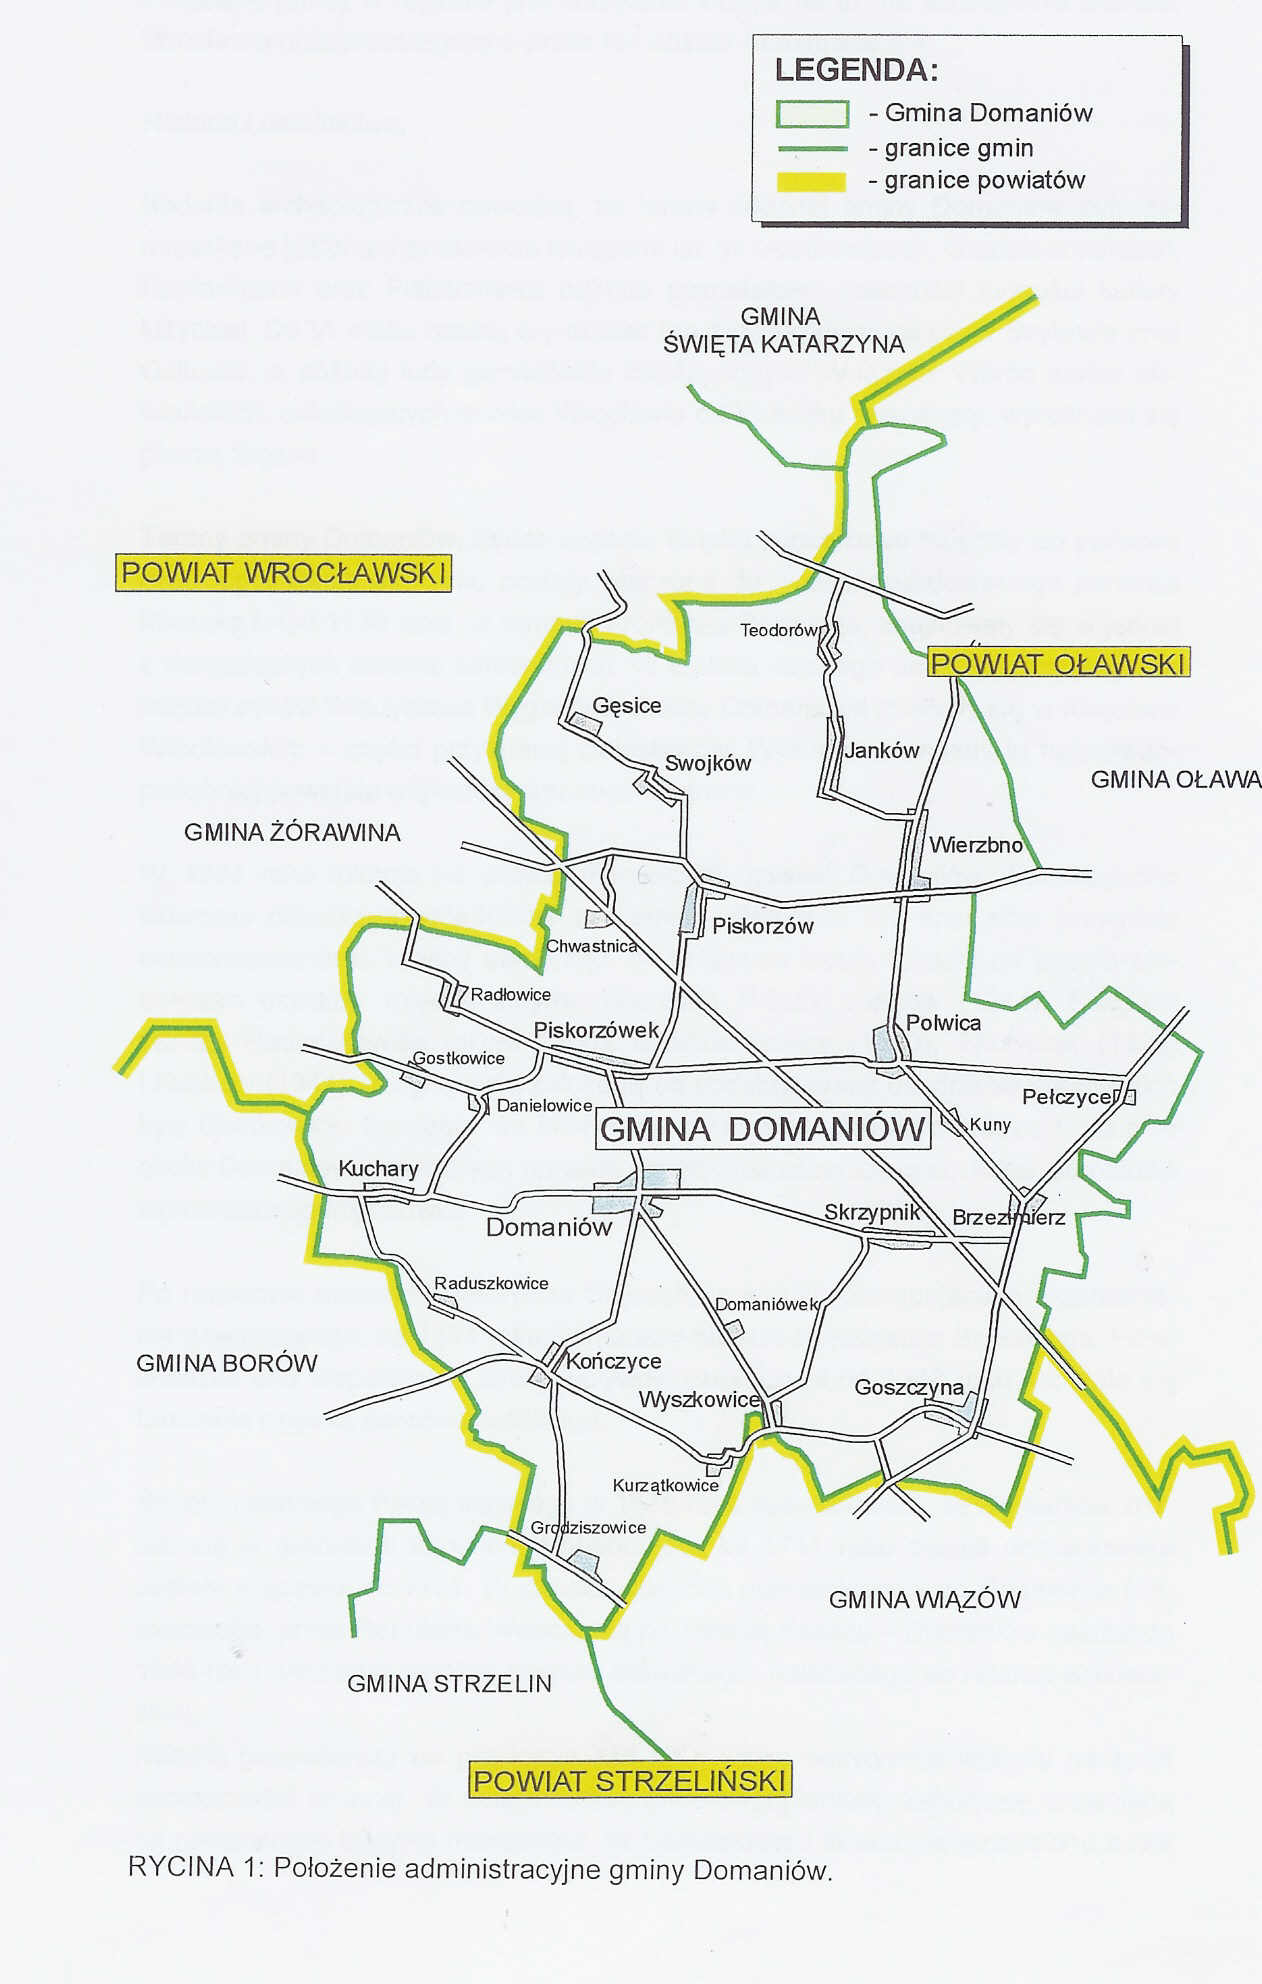 LEGENDA:
- Gmina Domaniów
- granice gmin
- granice powiatów
GMINA
ŚWIĘTA KATARZYNA
POWIAT WROCŁAWSKI
Teodorów
POWIAT OŁAWSKI
Gęsice
Janków
Swojków
GMINA OŁAWA
GMINA ŻÓRAWINA
Wierzbno
Piskorzów
Chwastnica
Radłowice
Piskorzówek
Polwica
Gostkowice
Danielowice
Pełczyce
GMINA DOMANIÓW
Kuny
Kuchary
Domaniów
Skrzypnik
Brzezimierz
Raduszkowice
Domaniówek
GMINA BORÓW
Kończyce
Wyszkowice
Goszczyna
Kurzątkowice
Grodziszowice
GMINA WIĄZÓW
GMINA STRZELIN
POWIAT STRZELIŃSKI
RYCINA 1: Położenie administracyjne gminy Domaniów.